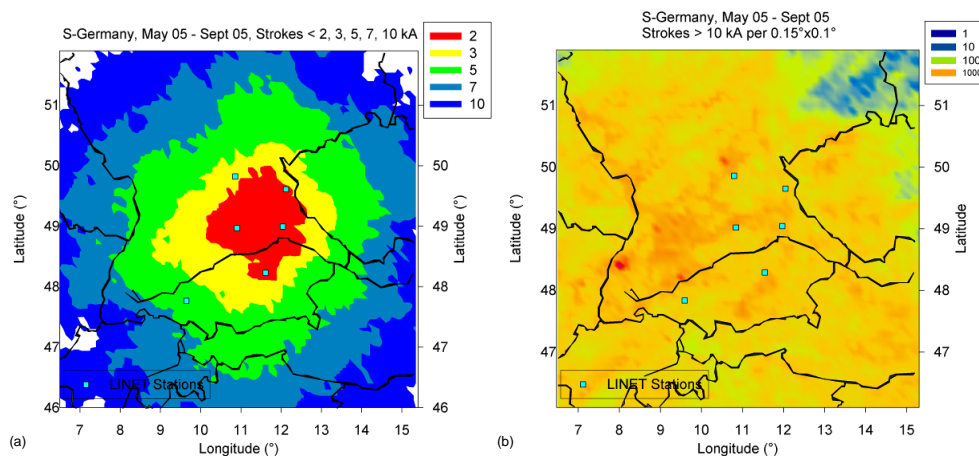 S-Germany, May 05 - Sept 05, Strokes < 2, 3, 5, 7, 10 kA
2
3
5
7
10
51
50
49
48
47
46
Latitude (°)
51
50
49
48
47
46
Latitude (°)
LINET Stations
7 8 9 10 11 12 13 14 15
Longitude (°)
(a)
S-Germany, May 05 - Sept 05
Strokes > 10 kA per 0.15°x0.1°
1
10
100
1000
51
50
49
48
47
46
Latitude (°)
51
50
49
48
47
46
Latitude
LINET Stations
7 8 9 10 11 12 13 14 15
Longitude (°)
(b)